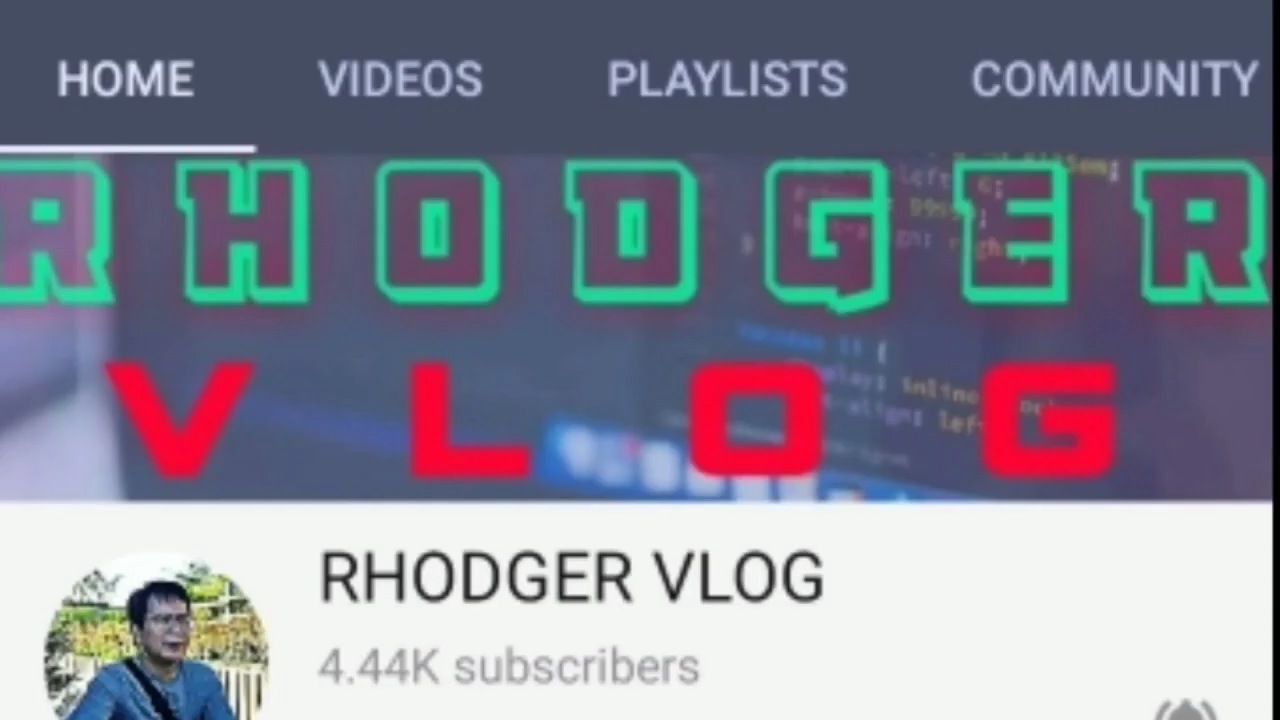 HOME VIDEOS PLAYLISTS COMMUNITY
RHODGER
VLOG
RHODGER VLOG
4.44K subscribers